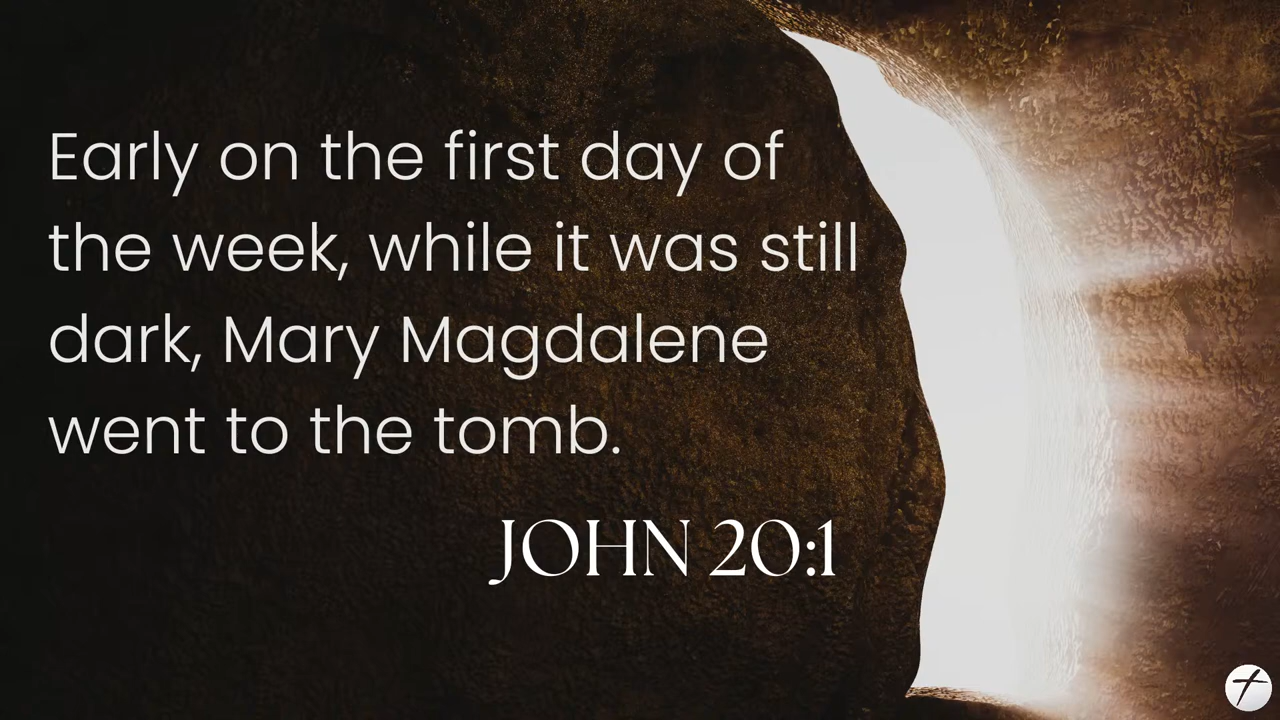 Early on the first day of
the week, while it was still
dark, Mary Magdalene
went to the tomb.
JOHN 20:1